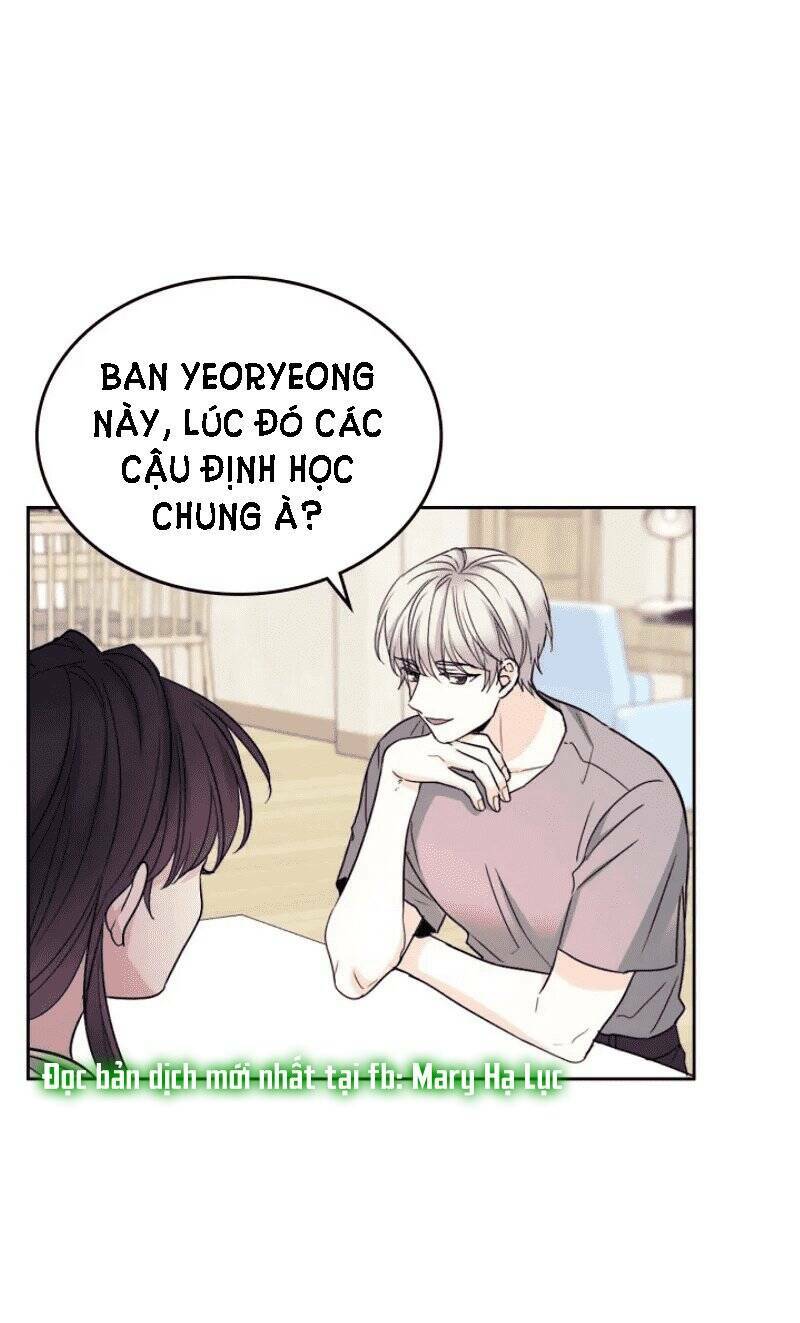 BAN YEORYEONG
NÀY, LÚC ĐÓ CÁC
CẬU ĐỊNH HỌC
CHUNG À?
Đọc bản dịch mới nhất tại fb: Mary Hạ Lục